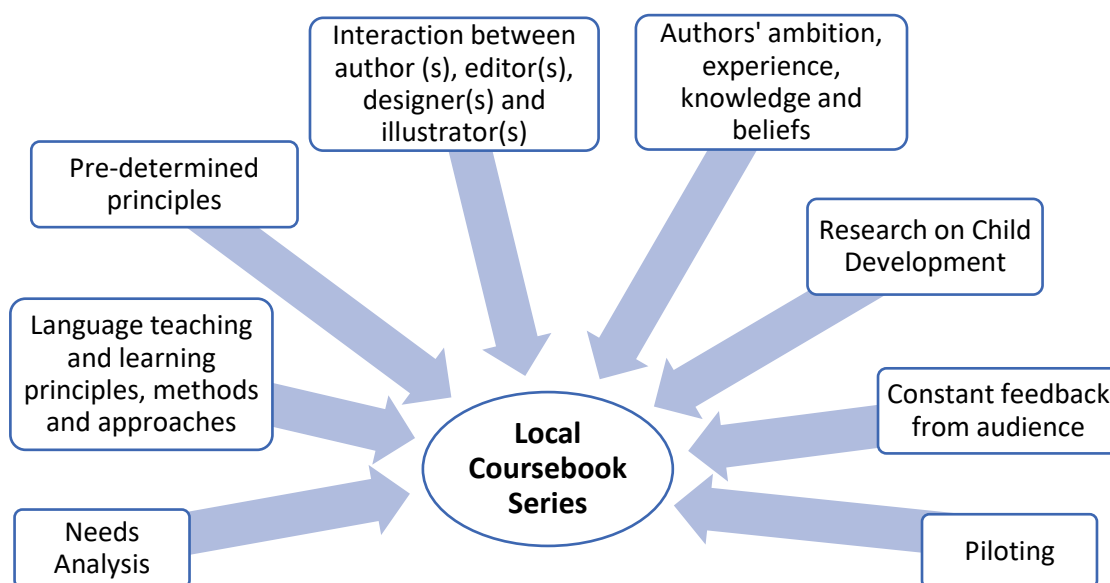 Interaction between
author (s), editor(s),
designer(s) and
illustrator(s)
Authors' ambition,
experience,
knowledge and
beliefs
Pre-determined
principles
Research on Child
Development
Language teaching
and learning
principles, methods
and approaches
Constant feedback
from audience
Local
Coursebook
Series
Needs
Analysis
Piloting